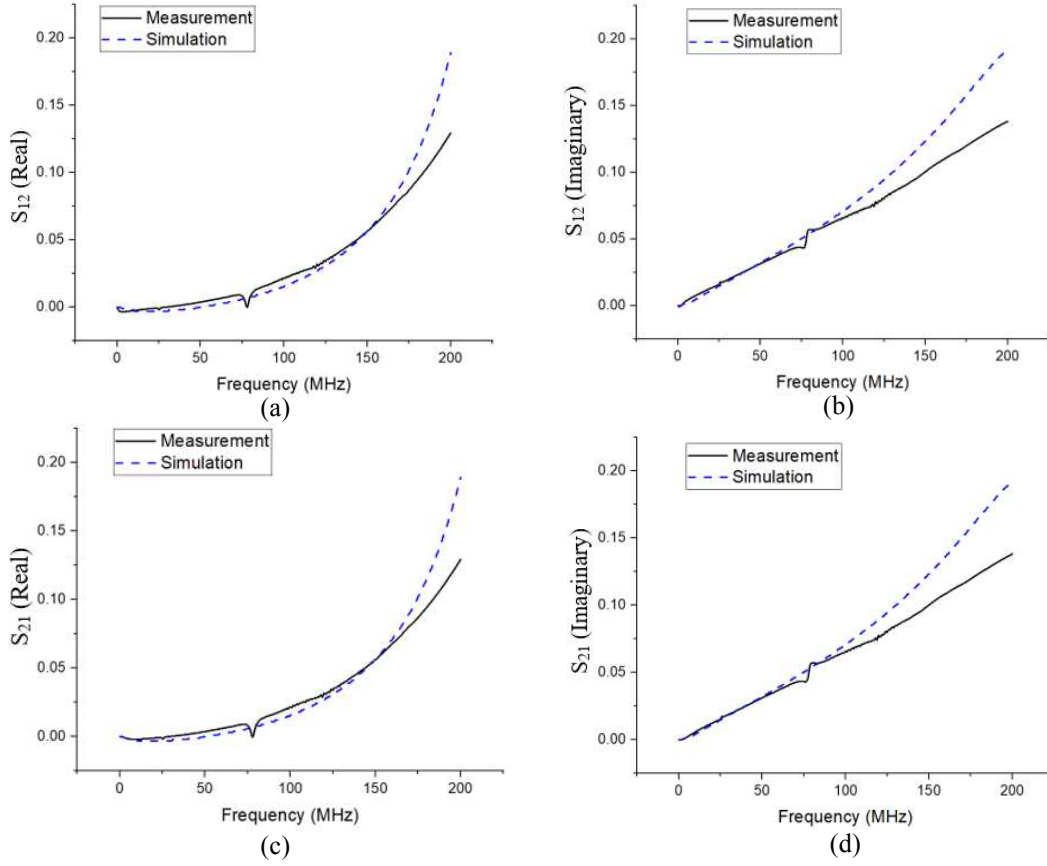 Measurement
Simulation
0.20
0.15
0.10
0.05
0.00
S12 (Real)
0 50 100 150 200
Frequency (MHz)
(a)
Measurement
Simulation
0.20
0.15
0.10
0.05
0.00
S12 (Imaginary)
0 50 100 150 200
Frequency (MHz)
(b)
Measurement
Simulation
0.20
0.15
0.10
0.05
0.00
S21 (Real)
0 50 100 150 200
Frequency (MHz)
(c)
Measurement
Simulation
0.20
0.15
0.10
0.05
0.00
S21 (Imaginary)
0 50 100 150 200
Frequency (MHz)
(d)